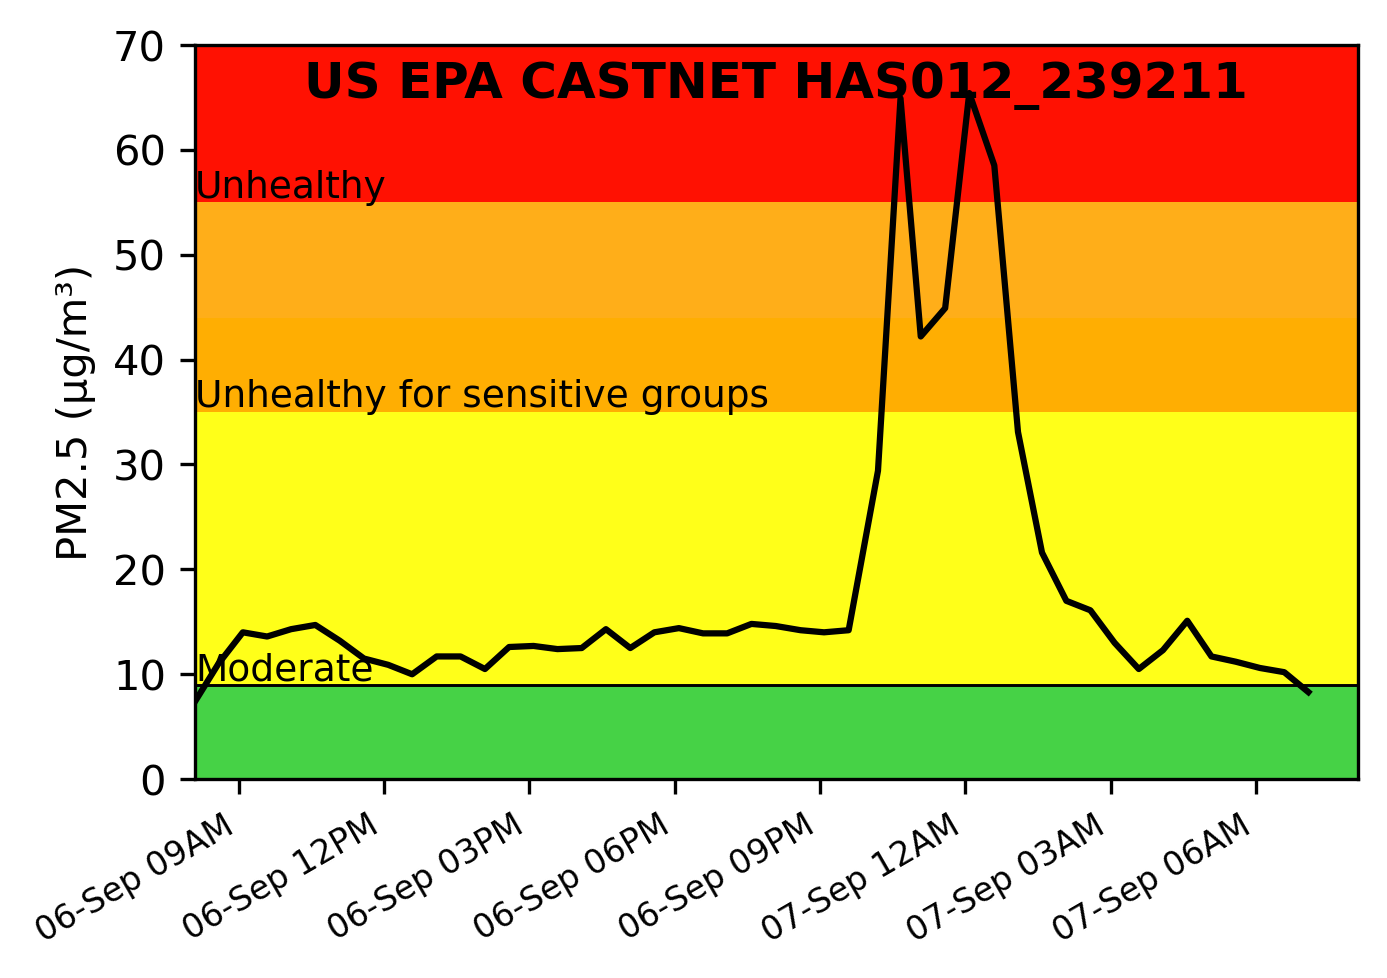 US EPA CASTNET HAS012_239211
PM2.5 (μg/m³)
70
60
50
40
30
20
10
0
Unhealthy
Unhealthy for sensitive groups
Moderate
06-Sep 09AM
06-Sep 12PM
06-Sep 03PM
06-Sep 06PM
06-Sep 09PM
07-Sep 12AM
07-Sep 03AM
07-Sep 06AM